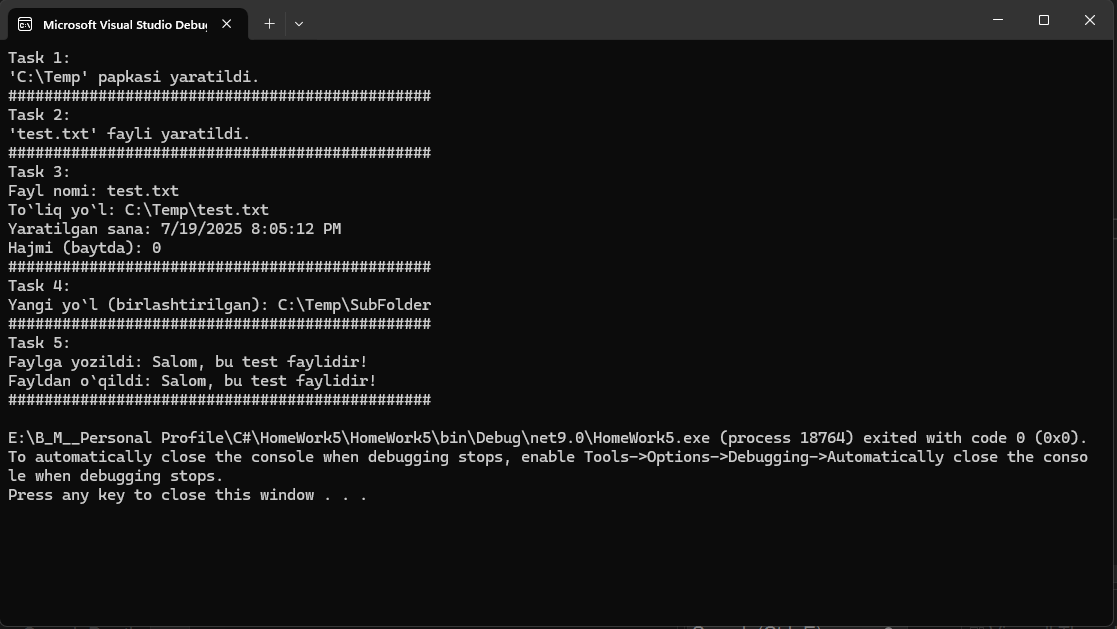 Microsoft Visual Studio Debug
Task 1:
'C:\Temp' papkasi yaratildi.
###############################################
Task 2:
'test.txt' fayli yaratildi.
###############################################
Task 3:
Fayl nomi: test.txt
To‘liq yo‘l: C:\Temp\test.txt
Yaratilgan sana: 7/19/2025 8:05:12 PM
Hajmi (baytda): 0
###############################################
Task 4:
Yangi yo‘l (birlashtirilgan): C:\Temp\SubFolder
###############################################
Task 5:
Faylga yozildi: Salom, bu test faylidir!
Fayldan o‘qildi: Salom, bu test faylidir!
###############################################
E:\B_M__Personal Profile\C#\HomeWork5\HomeWork5\bin\Debug\net9.0\HomeWork5.exe (process 18764) exited with code 0 (0x0).
To automatically close the console when debugging stops, enable Tools->Options->Debugging->Automatically close the conso
le when debugging stops.
Press any key to close this window . . .